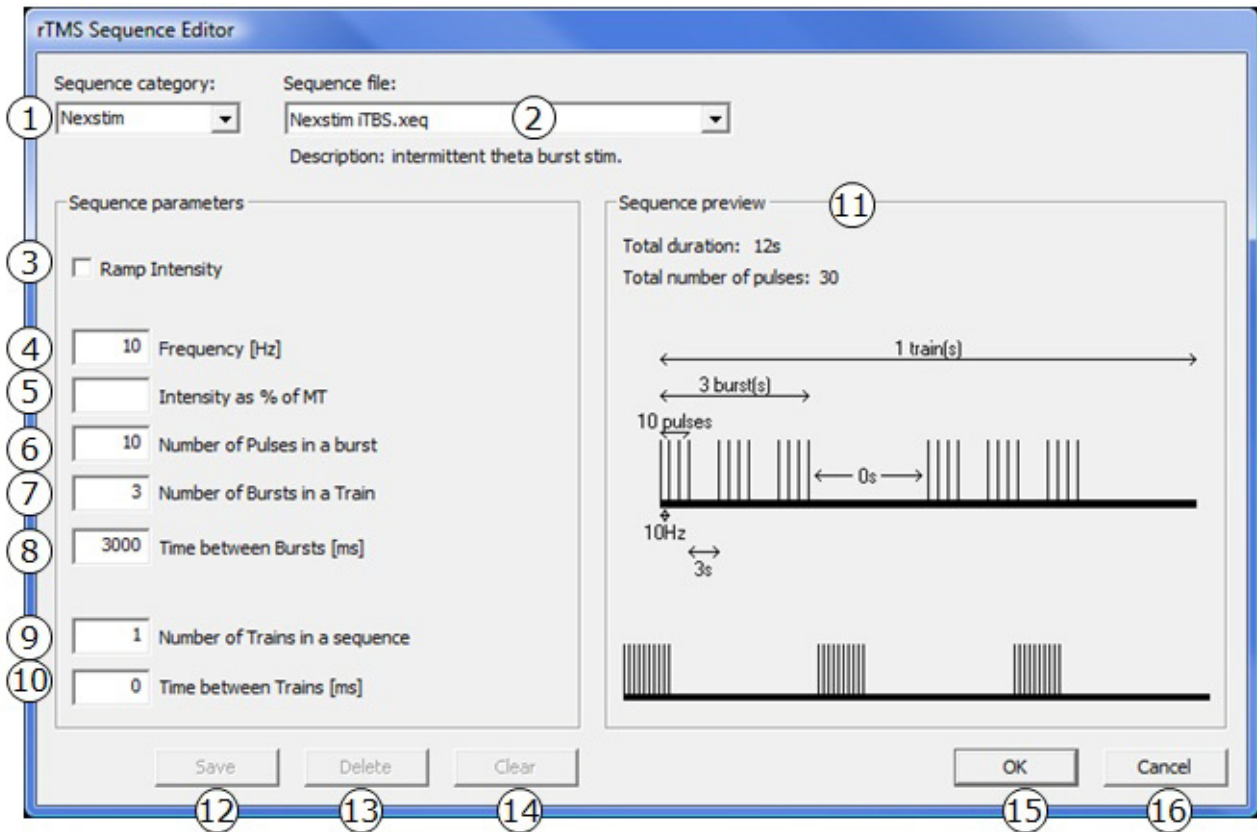 rTMS Sequence Editor
Sequence category: Sequence file:
1 Nexstim Nexstim iTBS.xeq 2
Description: intermittent theta burst stim.
Sequence parameters
Sequence preview 11
Total duration: 12s
3 Ramp Intensity
Total number of pulses: 30
4 10 Frequency [Hz]
1 train(s)
5 Intensity as % of MT
3 burst(s)
10 pulses
6 10 Number of Pulses in a burst
0s
7 3 Number of Bursts in a Train
10Hz
8 3000 Time between Bursts [ms]
3s
9 1 Number of Trains in a sequence
10 0 Time between Trains [ms]
Save Delete Clear OK Cancel
12 13 14 15 16